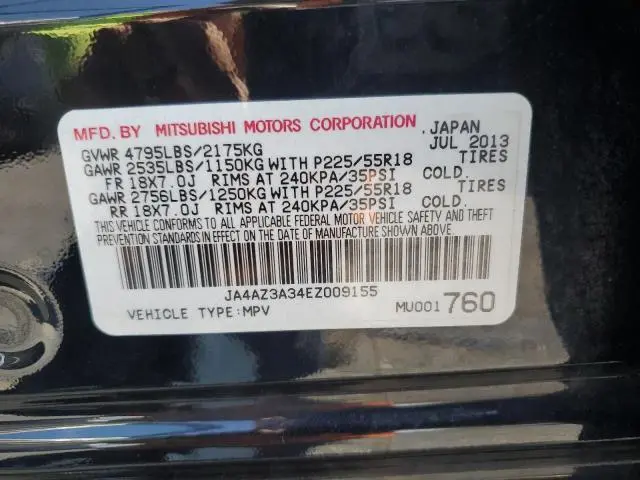 MFD. BY MITSUBISHI MOTORS CORPORATION, JAPAN
GVWR 4795LBS/2175KG JUL 2013
GAWR 2535LBS/1150KG WITH P225/55R18 TIRES
FR 18X7.0J RIMS AT 240KPA/35PSI COLD.
GAWR 2756LBS/1250KG WITH P225/55R18 TIRES
RR 18X7.0J RIMS AT 240KPA/35PSI COLD.
THIS VEHICLE CONFORMS TO ALL APPLICABLE FEDERAL MOTOR VEHICLE SAFETY AND THEFT
PREVENTION STANDARDS IN EFFECT ON THE DATE OF MANUFACTURE SHOWN ABOVE.
JA4AZ3A34EZ009155
VEHICLE TYPE:MPV MU001760